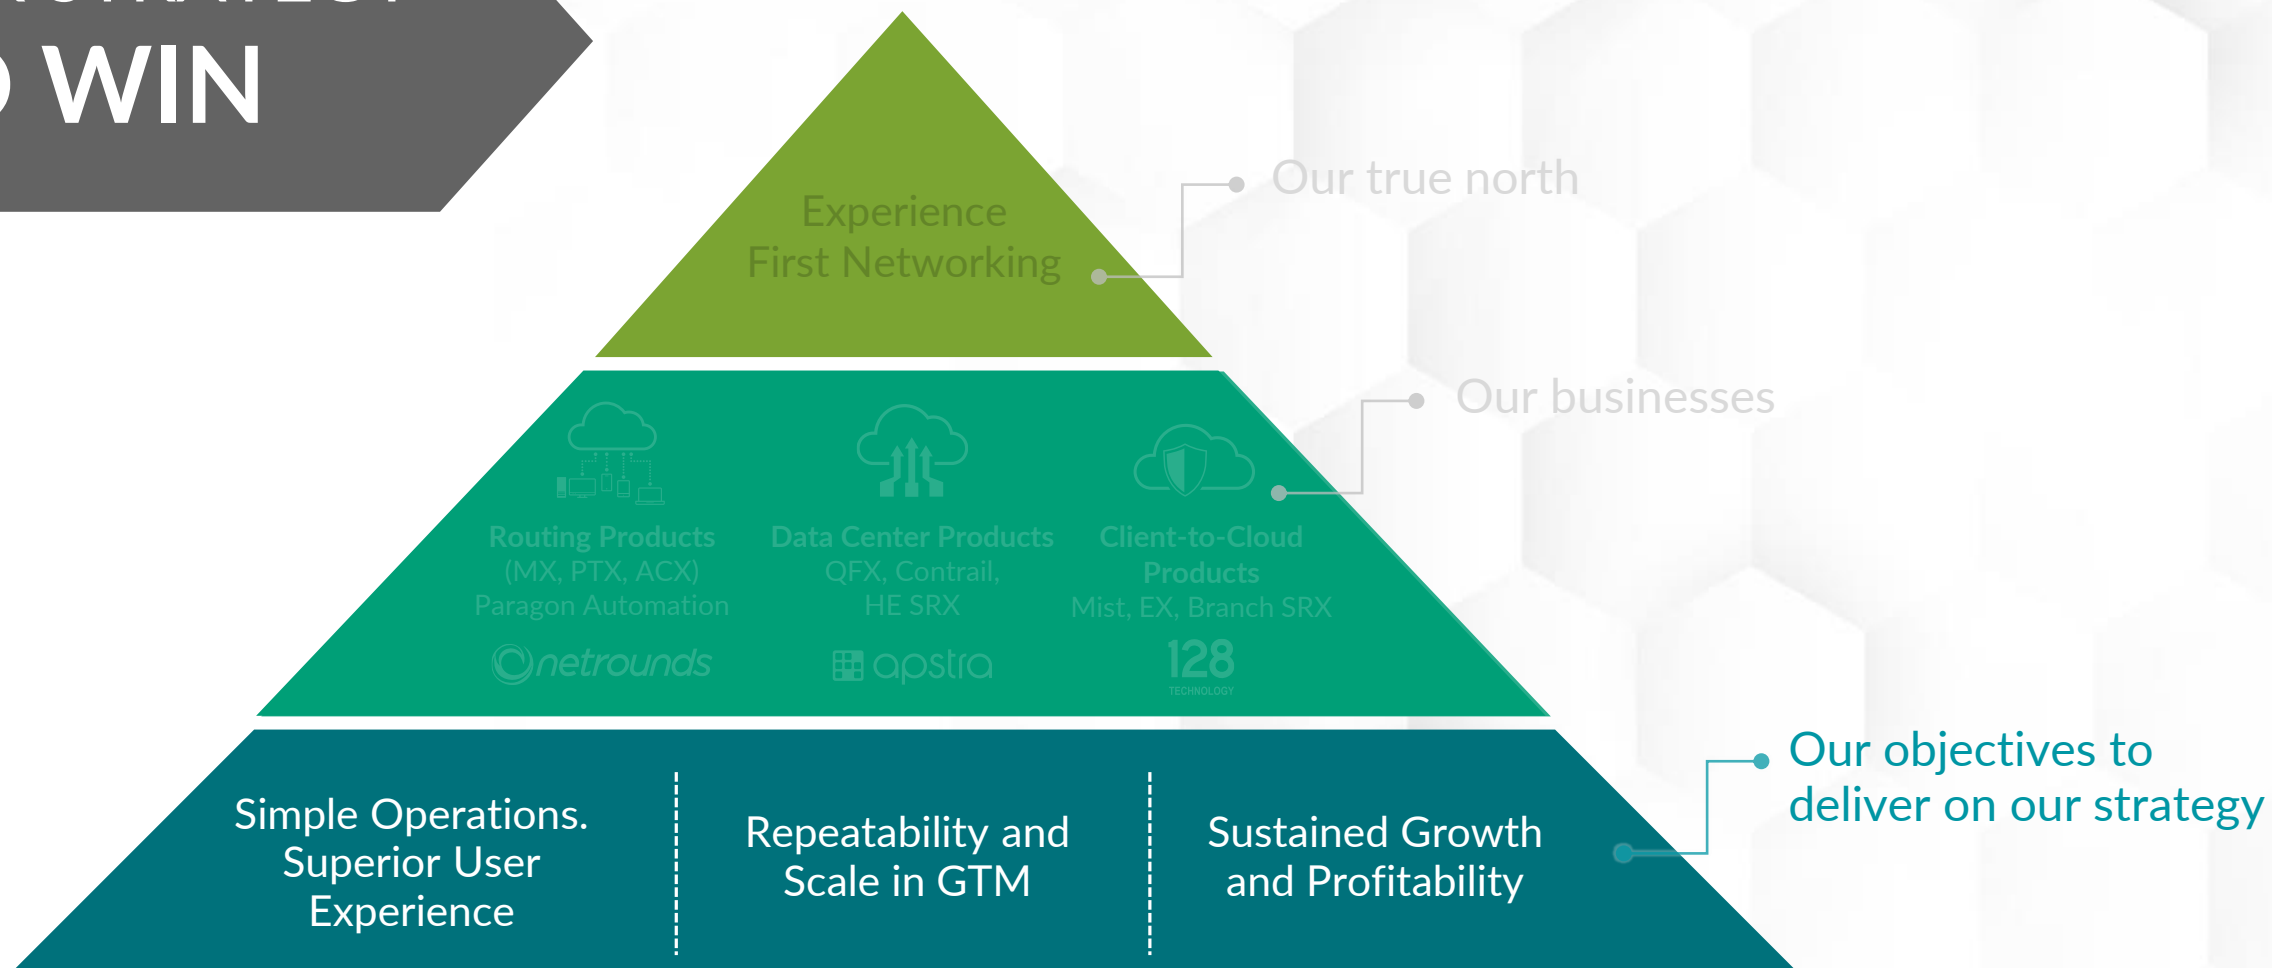 WIN
Experience
First Networking
Our true north
Our businesses
Routing Products
(MX, PTX, ACX)
Paragon Automation
netrounds
Data Center Products
QFX, Contrail,
HE SRX
apstra
Client-to-Cloud
Products
Mist, EX, Branch SRX
128
TECHNOLOGY
Simple Operations.
Superior User
Experience
Repeatability and
Scale in GTM
Sustained Growth
and Profitability
Our objectives to
deliver on our strategy